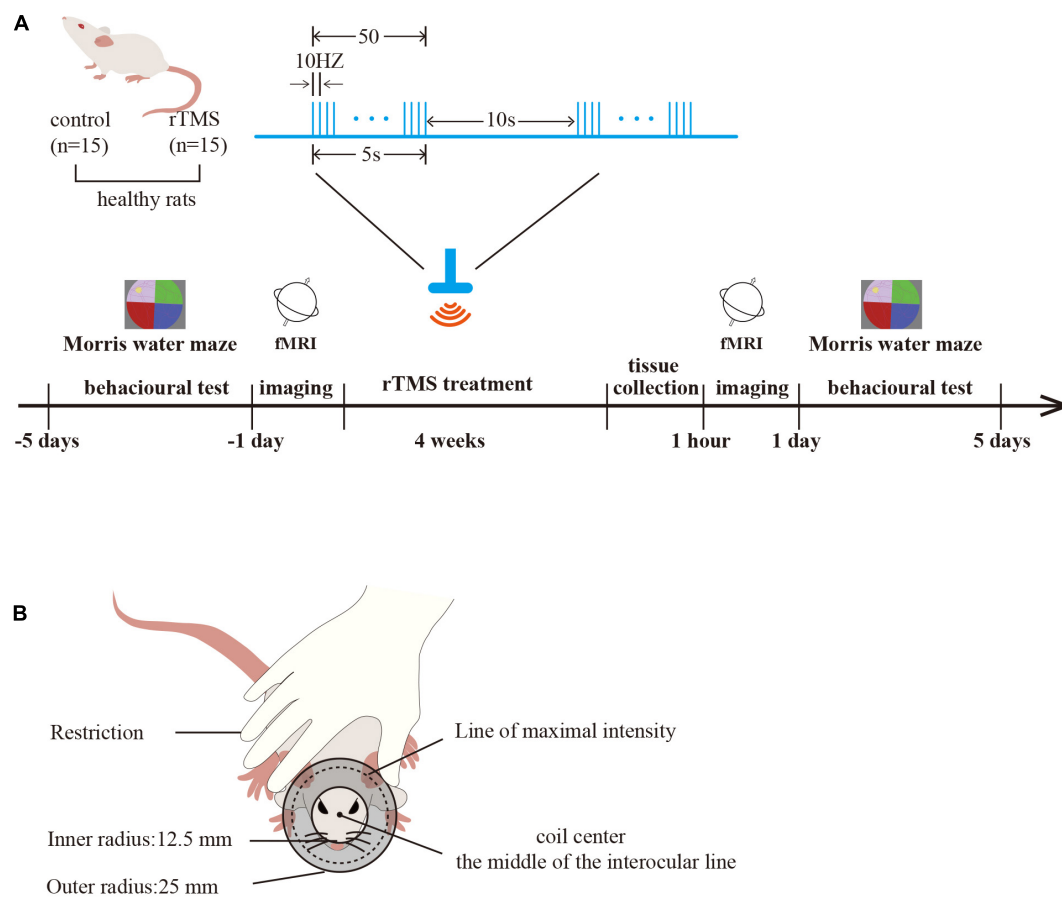 A
50
10HZ
control
(n=15)
rTMS
(n=15)
10s
5s
healthy rats
Morris water maze
fMRI
fMRI
Morris water maze
behacioural test
imaging
rTMS treatment
tissue
collection
imaging
behacioural test
-5 days
-1 day
4 weeks
1 hour
1 day
5 days
B
Restriction
Line of maximal intensity
Inner radius:12.5 mm
coil center
the middle of the interocular line
Outer radius:25 mm